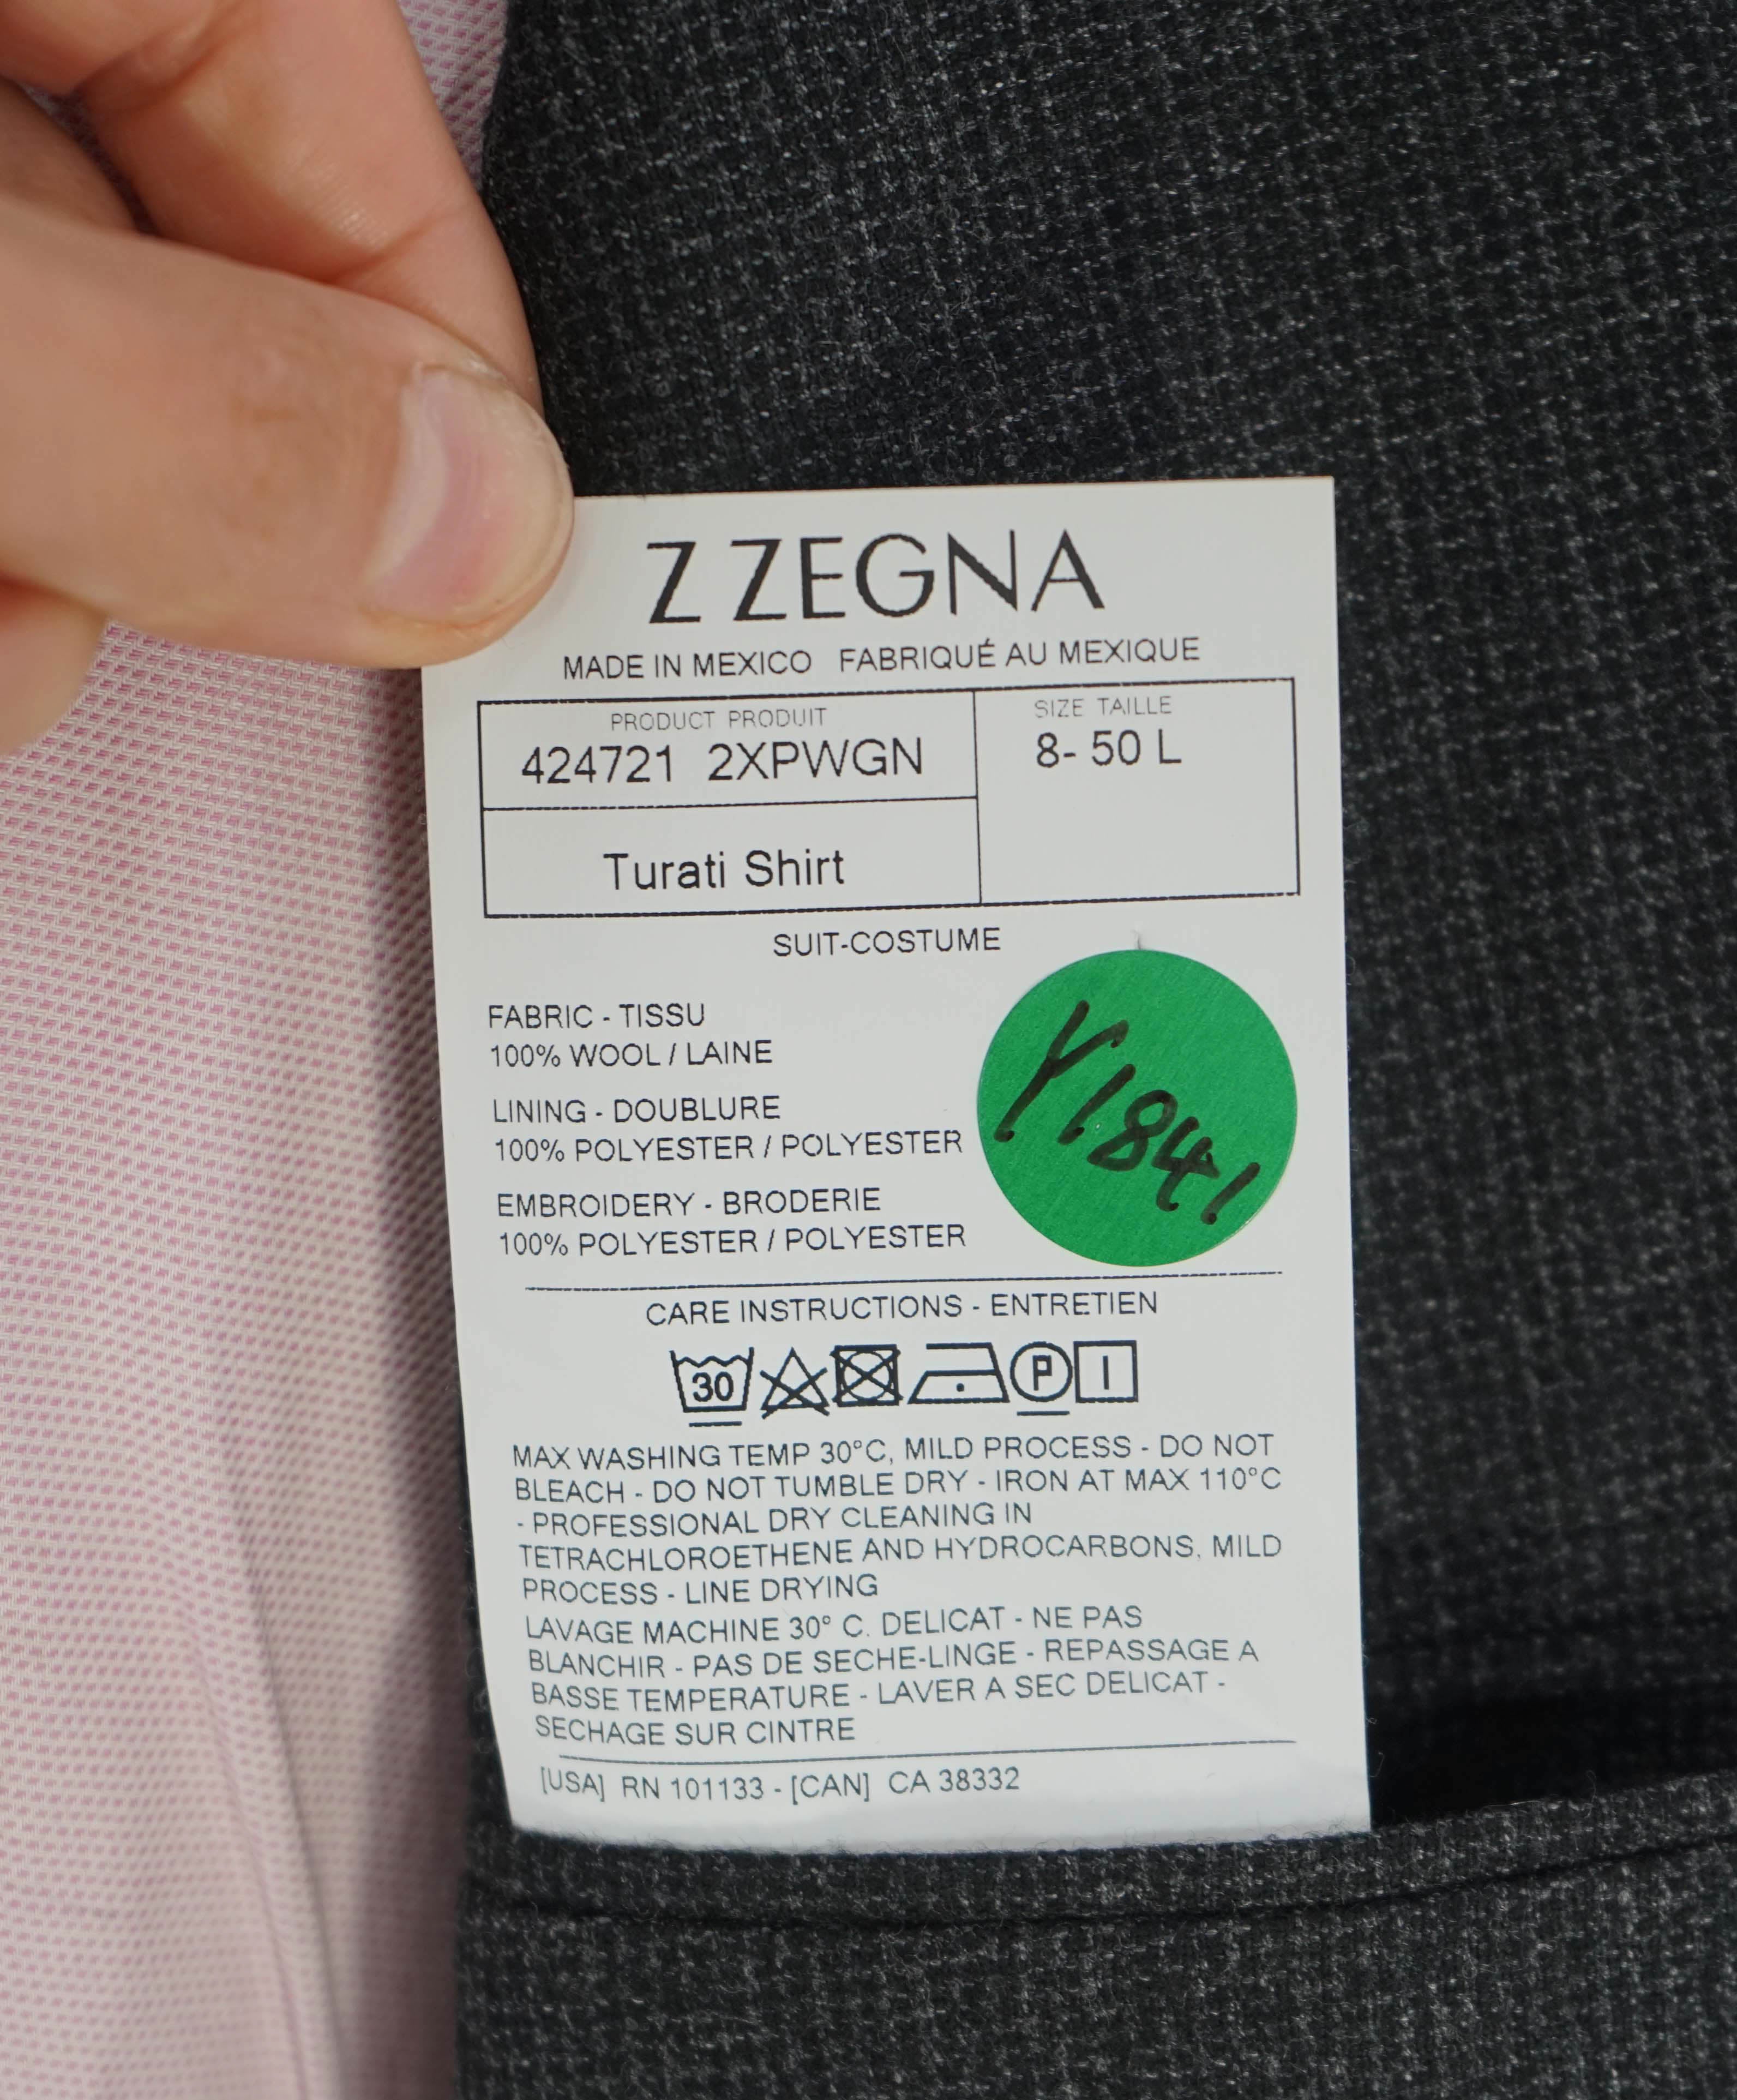 Z ZEGNA
MADE IN MEXICO FABRIQUÉ AU MEXIQUE
PRODUCT PRODUIT
424721 2XPWGN
SIZE TAILLE
8- 50 L
Turati Shirt
SUIT-COSTUME
FABRIC - TISSU
100% WOOL / LAINE
LINING - DOUBLURE
100% POLYESTER / POLYESTER
EMBROIDERY - BRODERIE
100% POLYESTER / POLYESTER
Y1841
CARE INSTRUCTIONS - ENTRETIEN
30 P
MAX WASHING TEMP 30°C, MILD PROCESS - DO NOT
BLEACH - DO NOT TUMBLE DRY - IRON AT MAX 110°C
- PROFESSIONAL DRY CLEANING IN
TETRACHLOROETHENE AND HYDROCARBONS, MILD
PROCESS - LINE DRYING
LAVAGE MACHINE 30° C. DELICAT - NE PAS
BLANCHIR - PAS DE SECHE-LINGE - REPASSAGE A
BASSE TEMPERATURE - LAVER A SEC DELICAT -
SECHAGE SUR CINTRE
[USA] RN 101133 - [CAN] CA 38332